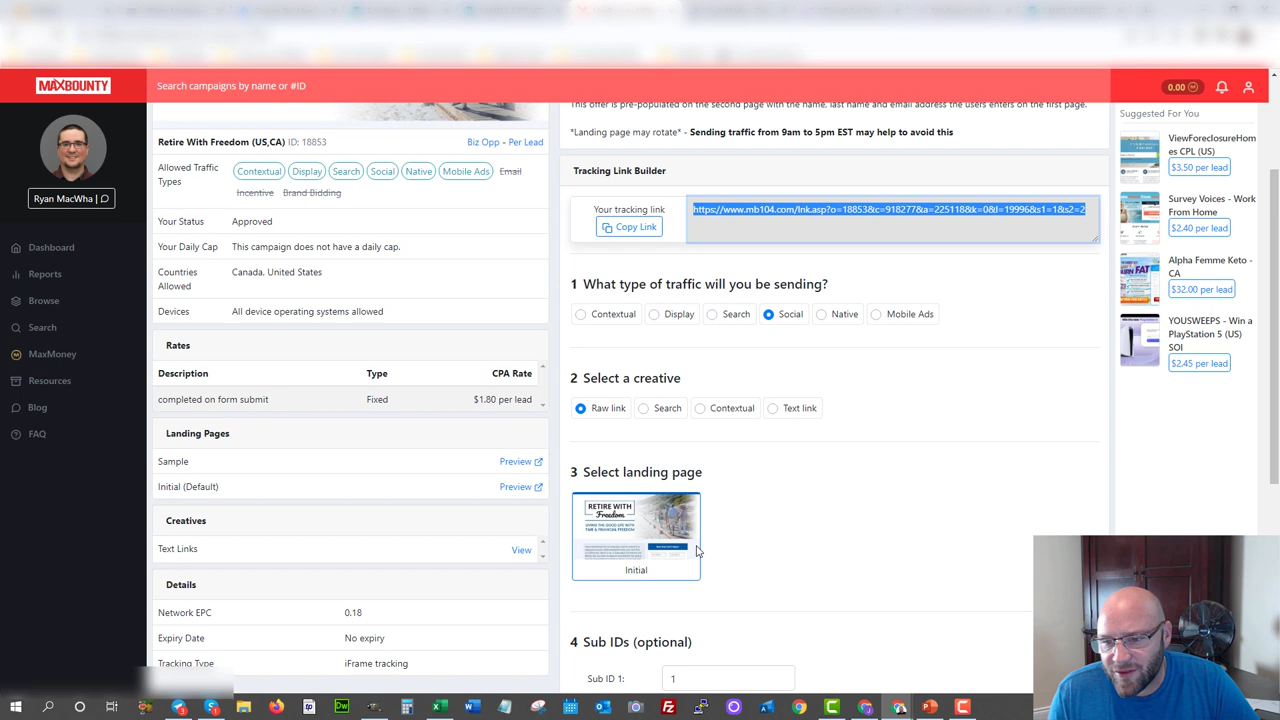 MAXBOUNTY
Search campaigns by name or #ID
0.00
Ryan MacWha |
Dashboard
Reports
Browse
Search
MaxMoney
Resources
Blog
FAQ
Retire With Freedom (US,CA) ID: 18853
Biz Opp - Per Lead
Allowed Traffic Types
Contextual Display Search Social Native Mobile Ads Email
Incentive Brand Bidding
Your Status Approved
Your Daily Cap This campaign does not have a daily cap.
Countries Allowed Canada, United States
Devices All device operating systems allowed
Rates
Description Type Rate
completed on form submit Fixed $1.80 per lead
Landing Pages
Sample Preview
Initial (Default) Preview
Creatives
Text Links View
Details
Network EPC 0.18
Expiry Date No expiry
Tracking Type iFrame tracking
This offer is pre-populated on the second page with the name, last name and email address the users enters on the first page.
*Landing page may rotate* - Sending traffic from 9am to 5pm EST may help to avoid this
Tracking Link Builder
Your tracking link
Copy Link
https://www.mb104.com/lnk.asp?o=18853&c=918277&a=225118&k=0&l=19996&s1=1&s2=2
1 What type of traffic will you be sending?
Contextual Display Search Social Native Mobile Ads
2 Select a creative
Raw link Search Contextual Text link
3 Select landing page
RETIRE WITH
Freedom
LIVING THE GOOD LIFE WITH
TIME & FINANCIAL FREEDOM
Initial
4 Sub IDs (optional)
Sub ID 1: 1
Suggested For You
ViewForeclosureHom
es CPL (US)
$3.50 per lead
Survey Voices - Work
From Home
$2.40 per lead
Alpha Femme Keto -
CA
$32.00 per lead
YOUSWEEPS - Win a
PlayStation 5 (US)
SOI
$2.45 per lead